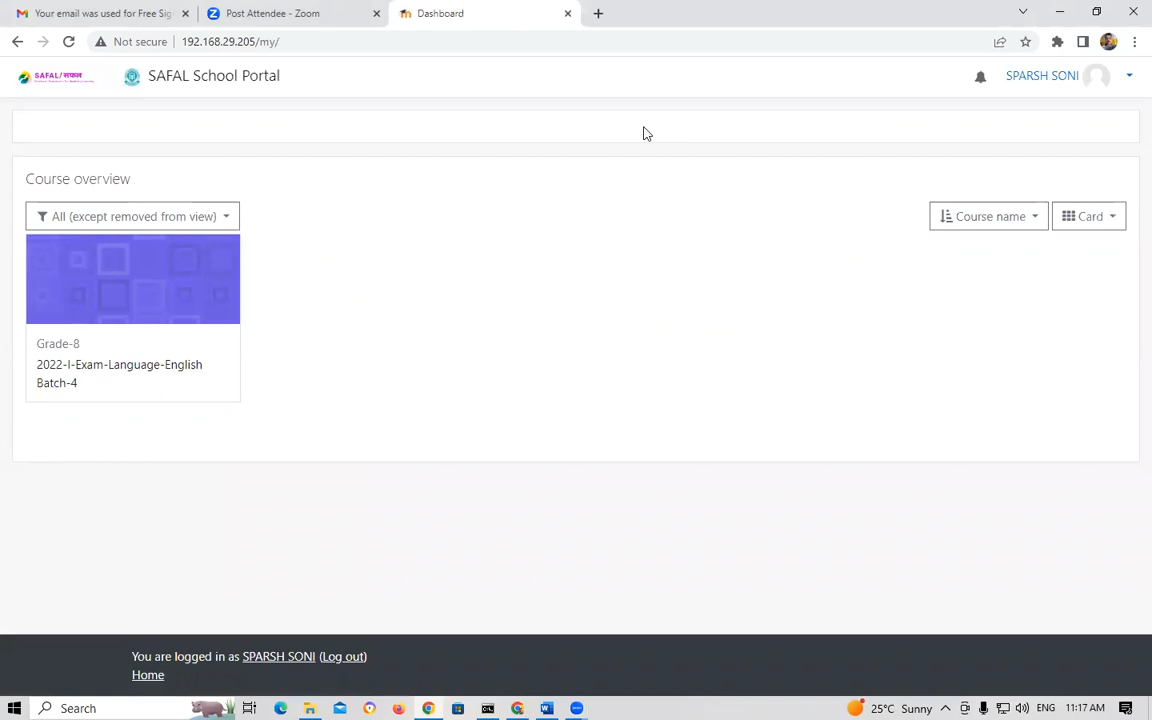 Your email was used for Free Sig
Post Attendee - Zoom
Dashboard
Not secure
192.168.29.205/my/
SAFAL/सफल
SAFAL School Portal
SPARSH SONI
Course overview
All (except removed from view)
Course name
Card
Grade-8
2022-I-Exam-Language-English
Batch-4
You are logged in as SPARSH SONI (Log out)
Home
Search
25°C Sunny
ENG
11:17 AM